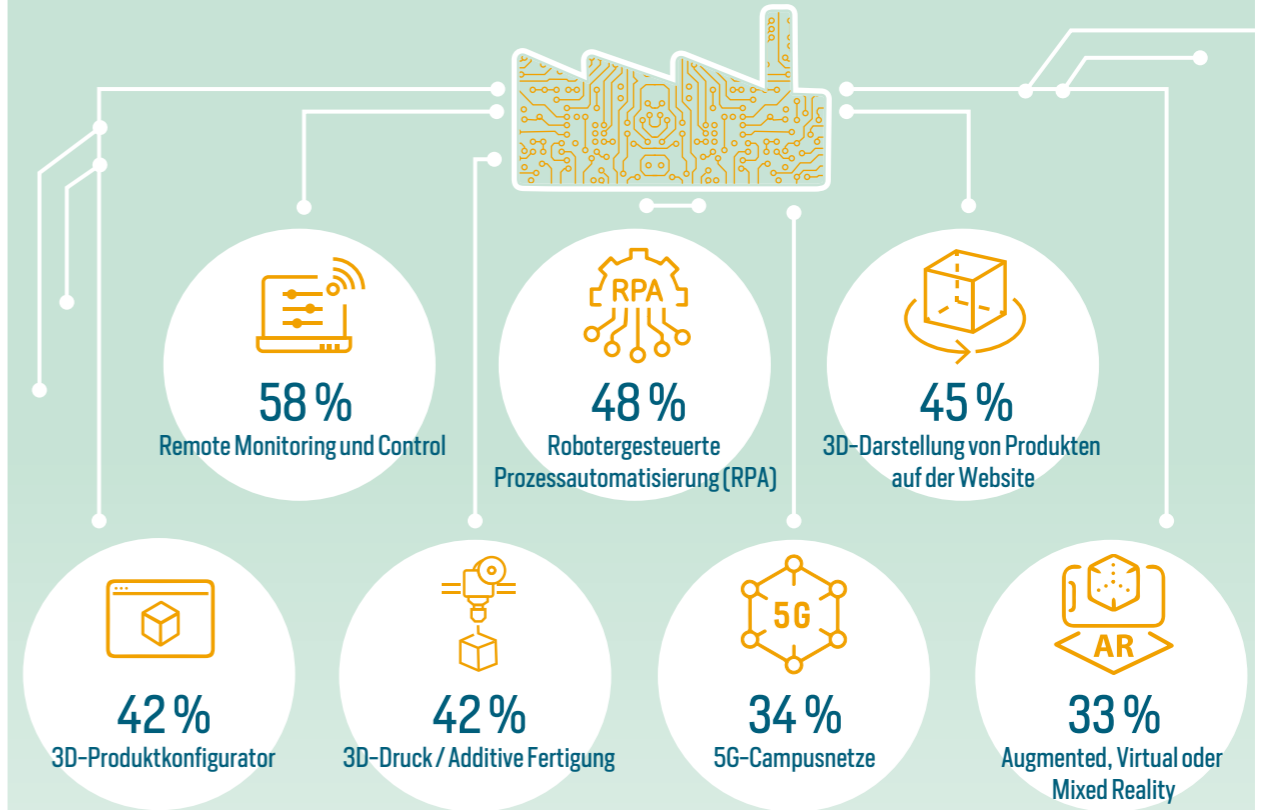 RPA
58 %
Remote Monitoring und Control
48 %
Robotergesteuerte
Prozessautomatisierung (RPA)
45 %
3D-Darstellung von Produkten
auf der Website
42 %
3D-Produktkonfigurator
42 %
3D-Druck / Additive Fertigung
5G
34 %
5G-Campusnetze
AR
33 %
Augmented, Virtual oder
Mixed Reality